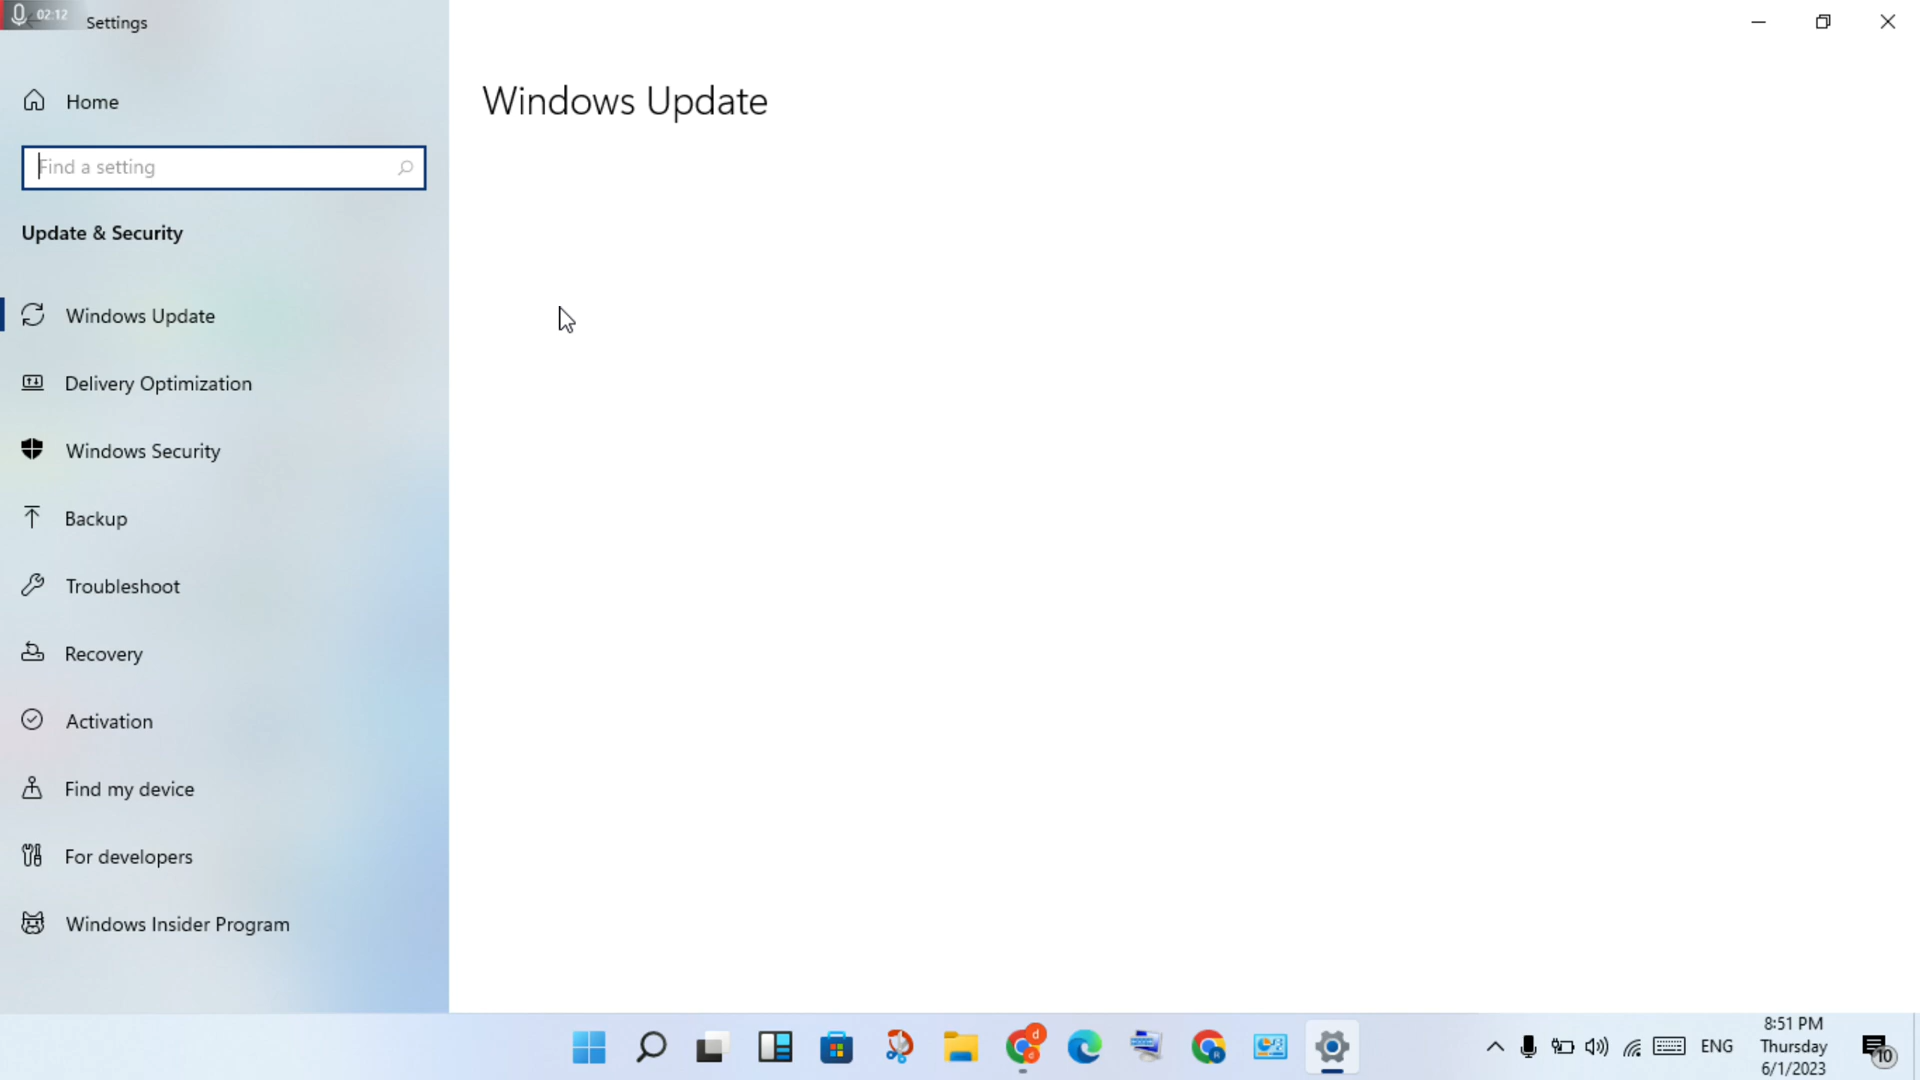 02:12
Settings
Home
Find a setting
Update & Security
Windows Update
Delivery Optimization
Windows Security
Backup
Troubleshoot
Recovery
Activation
Find my device
For developers
Windows Insider Program
Windows Update
d
d
R
ENG
8:51 PM
Thursday
6/1/2023
10